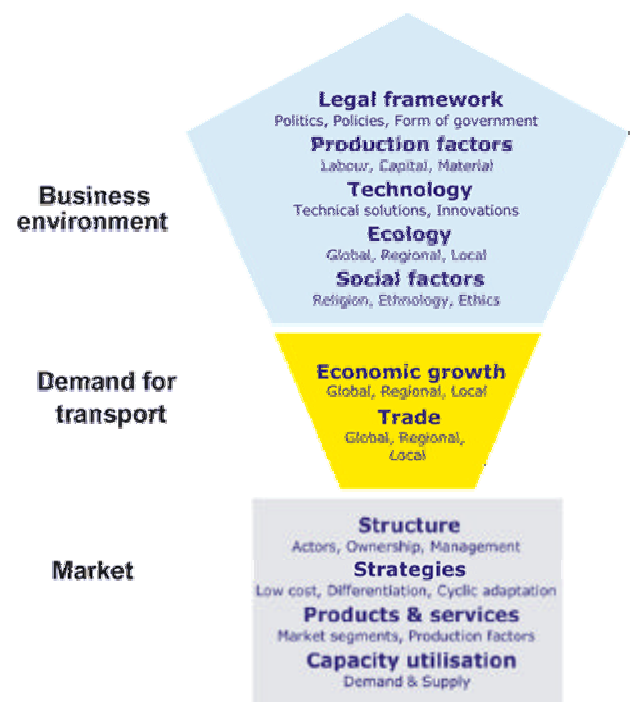 Legal framework
Politics, Policies, Form of government
Production factors
Labour, Capital, Material
Business
environment
Technology
Technical solutions, Innovations
Ecology
Global, Regional, Local
Social factors
Religion, Ethnology, Ethics
Demand for
transport
Economic growth
Global, Regional, Local
Trade
Global, Regional,
Local
Market
Structure
Actors, Ownership, Management
Strategies
Low cost, Differentiation, Cyclic adaptation
Products & services
Market segments, Production factors
Capacity utilisation
Demand & Supply